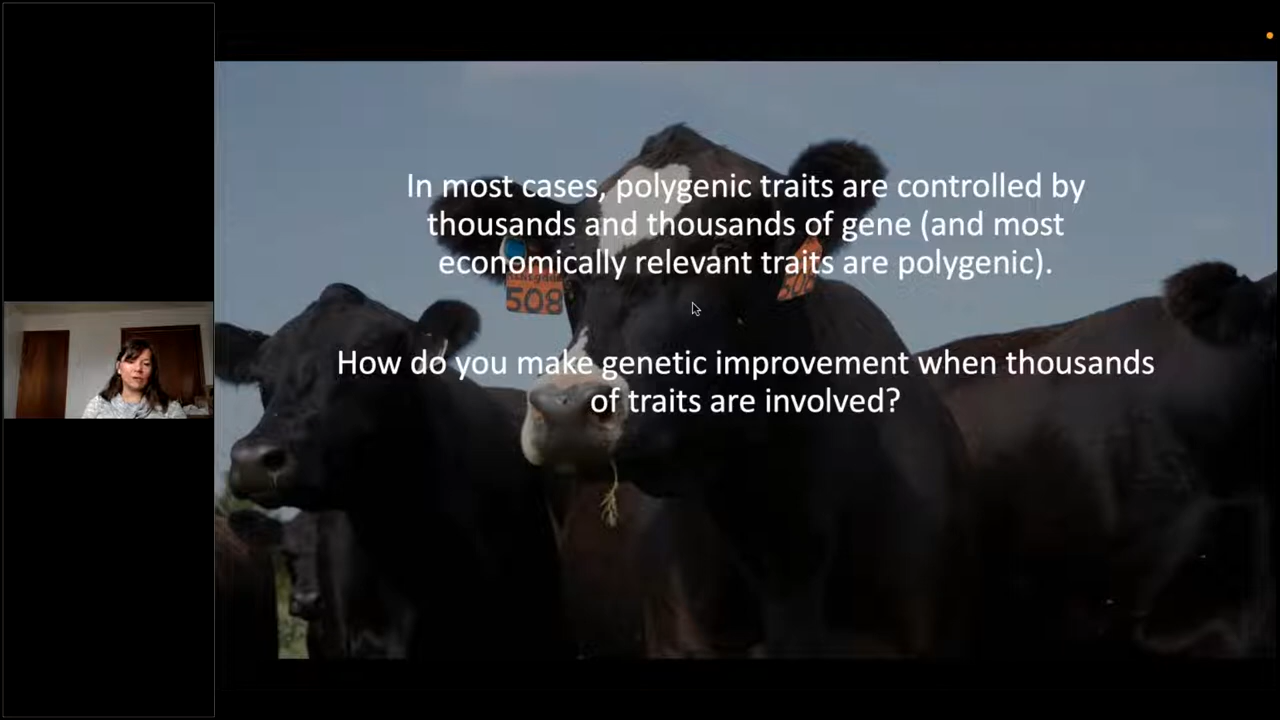 In most cases, polygenic traits are controlled by
thousands and thousands of gene (and most
economically relevant traits are polygenic).
508
508
How do you make genetic improvement when thousands
of traits are involved?